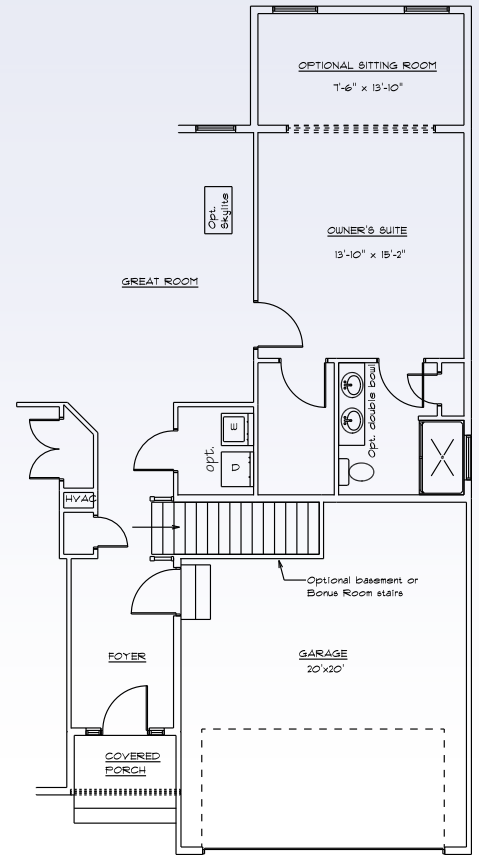 OPTIONAL SITTING ROOM
7'-6" x 13'-10"
Opt.
Skylite
OWNER'S SUITE
13'-10" x 15'-2"
GREAT ROOM
Opt. double bowl
opt.
W
D
HVAC
Optional basement or
Bonus Room stairs
FOYER
GARAGE
20'x20'
COVERED
PORCH